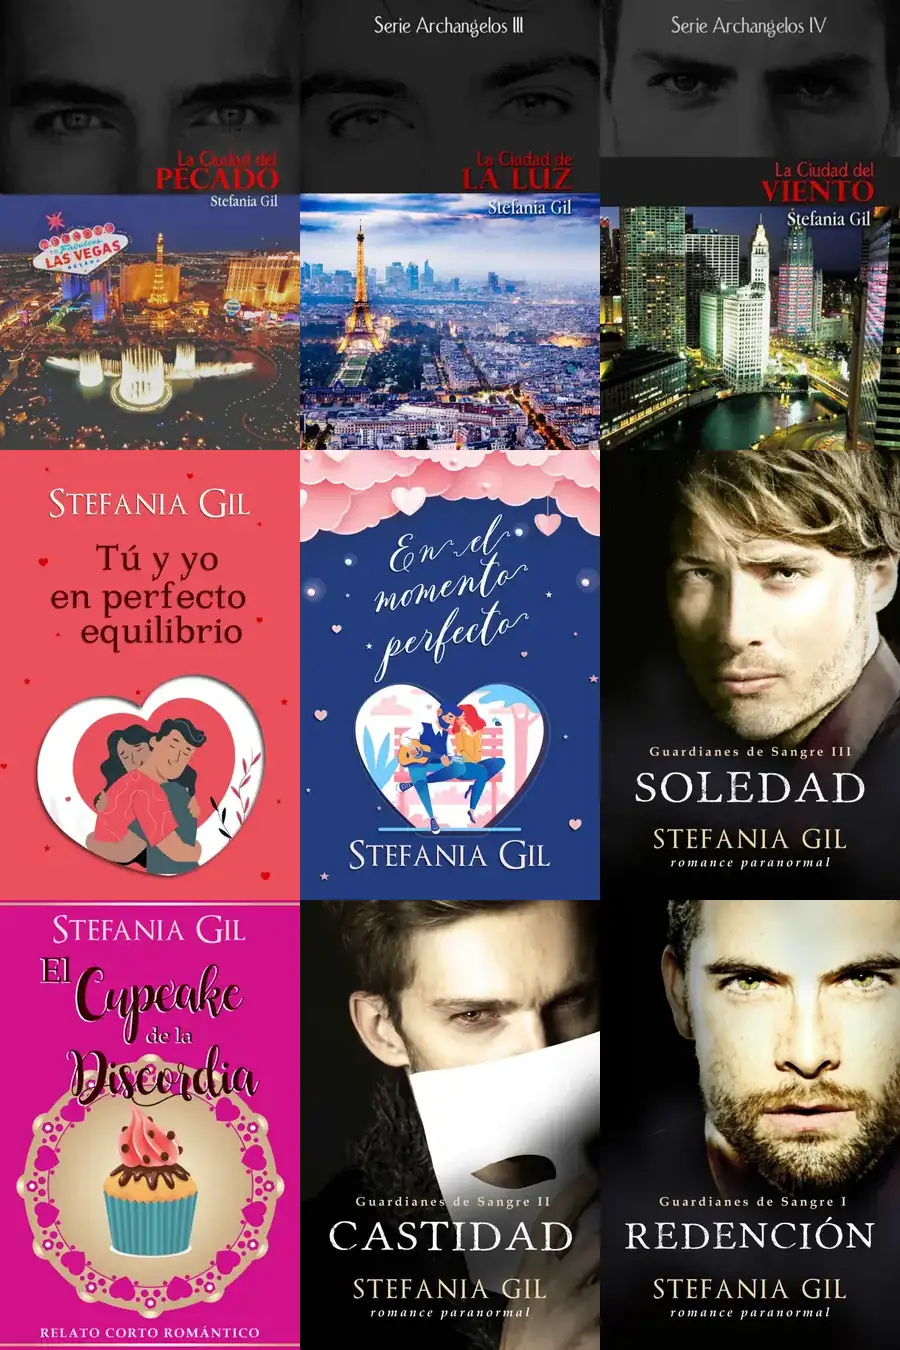 La Ciudad del
PECADO
Stefania Gil
WELCOME
TO Fabulous
LAS VEGAS
NEVADA
Serie Archangelos III
La Ciudad de
LA LUZ
Stefania Gil
Serie Archangelos IV
La Ciudad del
VIENTO
Stefania Gil
STEFANIA GIL
Tú y yo
en perfecto
equilibrio
En el
momento
perfecto
STEFANIA GIL
Guardianes de Sangre III
SOLEDAD
STEFANIA GIL
romance paranormal
STEFANIA GIL
El
Cupcake
de la
Discordia
RELATO CORTO ROMÁNTICO
Guardianes de Sangre II
CASTIDAD
STEFANIA GIL
romance paranormal
Guardianes de Sangre I
REDENCIÓN
STEFANIA GIL
romance paranormal